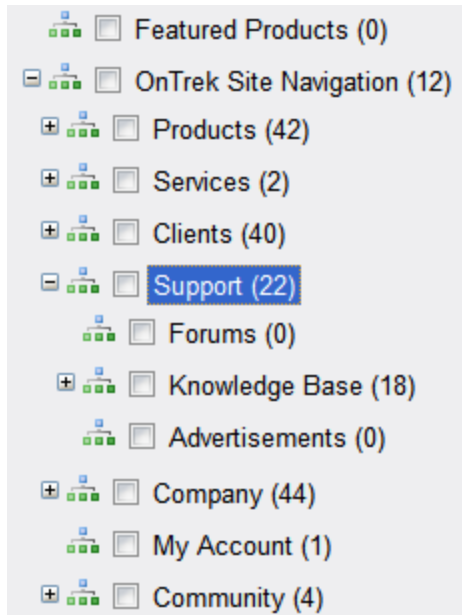 Featured Products (0)
OnTrek Site Navigation (12)
Products (42)
Services (2)
Clients (40)
Support (22)
Forums (0)
Knowledge Base (18)
Advertisements (0)
Company (44)
My Account (1)
Community (4)